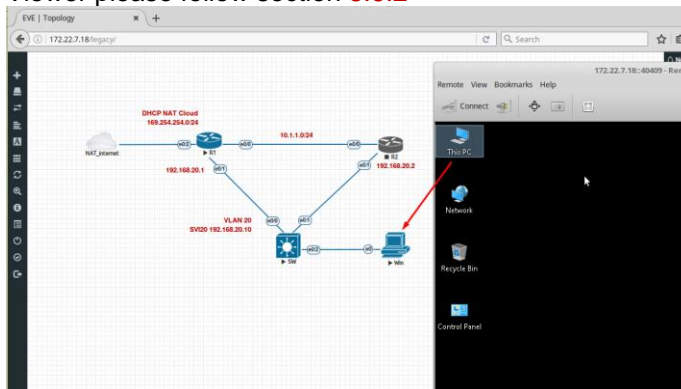 viewer please follow section
EVE | Topology
172.22.7.18/legacy/
Search
172.22.7.18::40409 - Re
Remote View Bookmarks Help
Connect
DHCP NAT Cloud
169.254.254.0/24
NAT_Internet
e0/2
R1
e0/0
10.1.1.0/24
e0/0
R2
192.168.20.1
e0/1
e0/1
192.168.20.2
VLAN 20
SVI20 192.168.20.10
e0/0
e0/1
SW
e0/2
e0
Win
This PC
Network
Recycle Bin
Control Panel